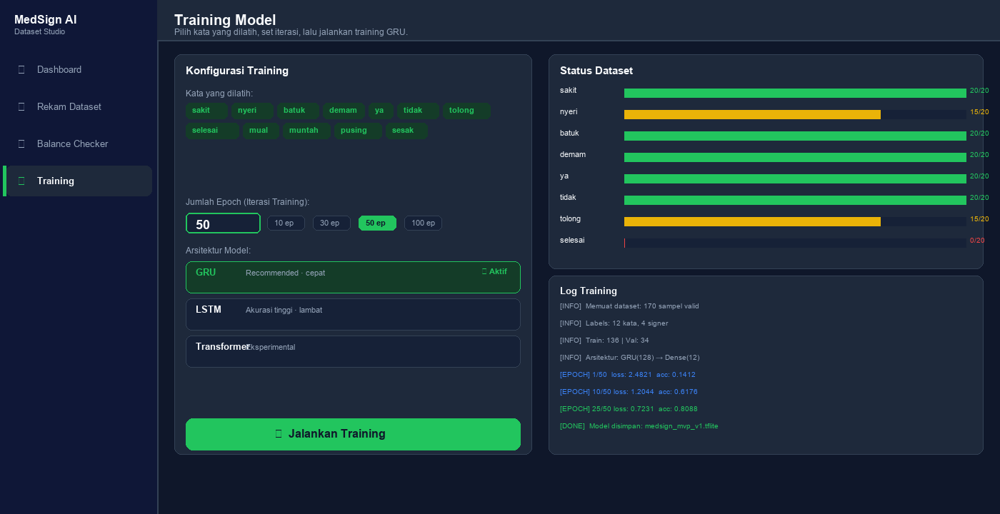 MedSign AI
Dataset Studio
Dashboard
Rekam Dataset
Balance Checker
Training
Training Model
Pilih kata yang dilatih, set iterasi, lalu jalankan training GRU.
Konfigurasi Training
Kata yang dilatih:
sakit nyeri batuk demam ya tidak tolong
selesai mual muntah pusing sesak
Jumlah Epoch (Iterasi Training):
50 10 ep 30 ep 50 ep 100 ep
Arsitektur Model:
GRU Recommended · cepat Aktif
LSTM Akurasi tinggi · lambat
Transformer Eksperimental
Jalankan Training
Status Dataset
sakit 20/20
nyeri 15/20
batuk 20/20
demam 20/20
ya 20/20
tidak 20/20
tolong 15/20
selesai 0/20
Log Training
[INFO] Memuat dataset: 170 sampel valid
[INFO] Labels: 12 kata, 4 signer
[INFO] Train: 136 | Val: 34
[INFO] Arsitektur: GRU(128) → Dense(12)
[EPOCH] 1/50 loss: 2.4821 acc: 0.1412
[EPOCH] 10/50 loss: 1.2044 acc: 0.6176
[EPOCH] 25/50 loss: 0.7231 acc: 0.8088
[DONE] Model disimpan: medsign_mvp_v1.tflite